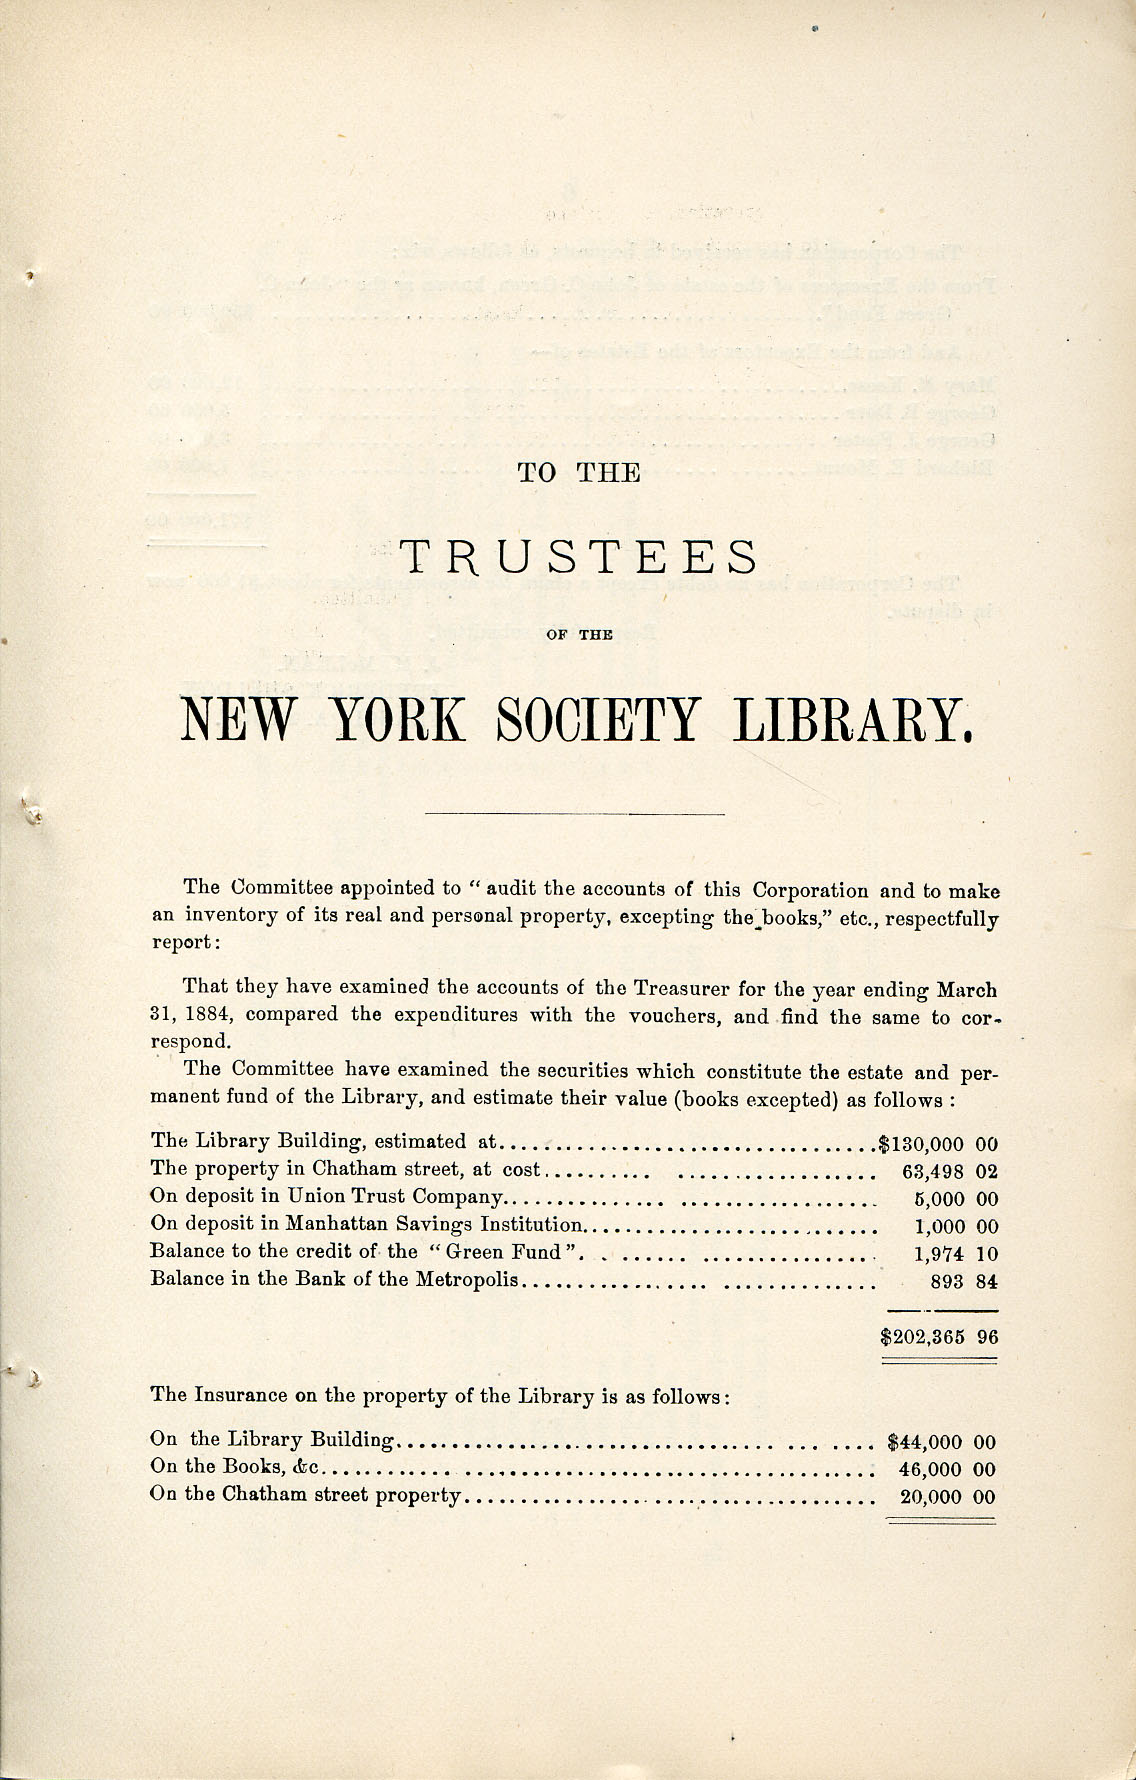 TO THE
TRUSTEES
OF THE
NEW YORK SOCIETY LIBRARY.
The Committee appointed to “ audit the accounts of this Corporation and to make
an inventory of its real and personal property, excepting the books,” etc., respectfully
report:
That they have examined the accounts of the Treasurer for the year ending March
31, 1884, compared the expenditures with the vouchers, and find the same to cor-
respond.
The Committee have examined the securities which constitute the estate and per-
manent fund of the Library, and estimate their value (books excepted) as follows :
The Library Building, estimated at........................................$130,000 00
The property in Chatham street, at cost.......... .................. 63,498 02
On deposit in Union Trust Company............... .................. 5,000 00
On deposit in Manhattan Savings Institution........................... 1,000 00
Balance to the credit of the “ Green Fund ”. . ...... ................ 1,974 10
Balance in the Bank of the Metropolis................. .............. 893 84
$202,365 96
The Insurance on the property of the Library is as follows:
On the Library Building.................................. ... .... $44,000 00
On the Books, &c............ ...................................... 46,000 00
On the Chatham street property...................................... 20,000 00